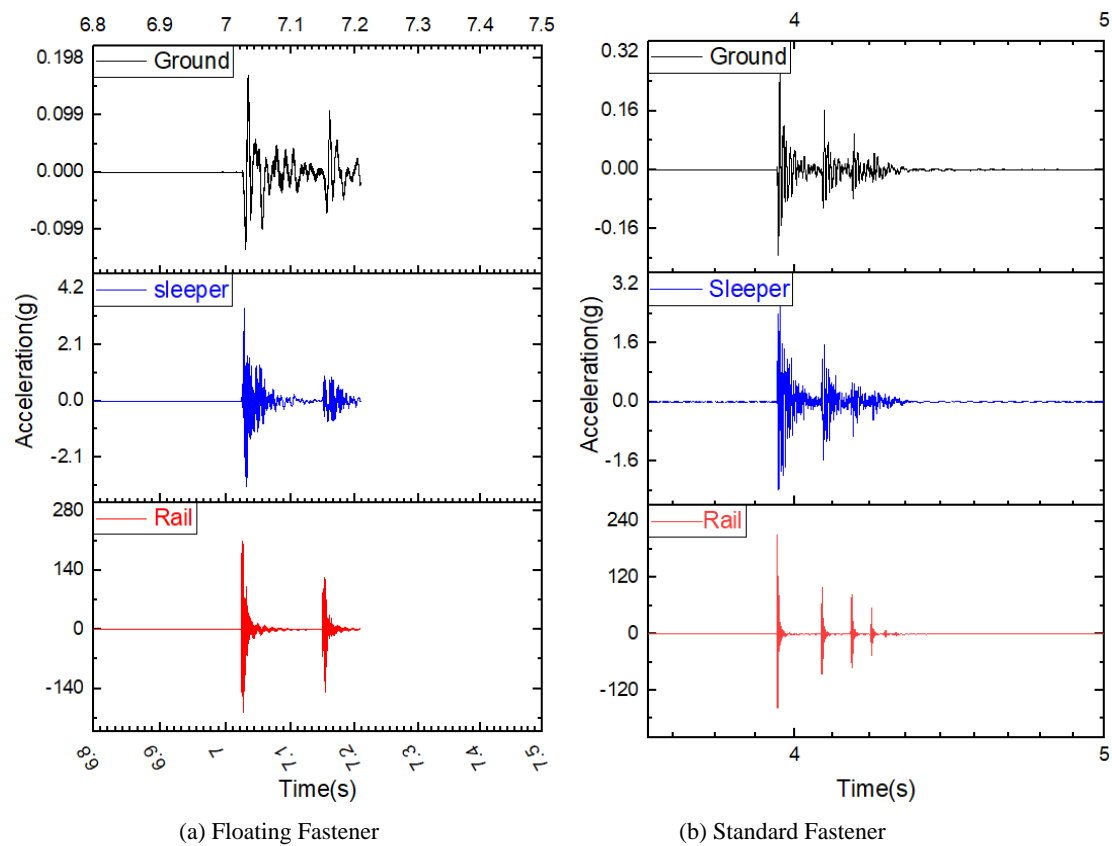 6.8 6.9 7 7.1 7.2 7.3 7.4 7.5
0.198
0.099
0.000
-0.099
Ground
4.2
2.1
0.0
-2.1
sleeper
280
140
0
-140
Rail
Acceleration(g)
6.8 6.9 7 7.1 7.2 7.3 7.4 7.5
Time(s)
(a) Floating Fastener
4 5
0.32
0.16
0.00
-0.16
Ground
3.2
1.6
0.0
-1.6
Sleeper
240
120
0
-120
Rail
Acceleration(g)
4 5
Time(s)
(b) Standard Fastener